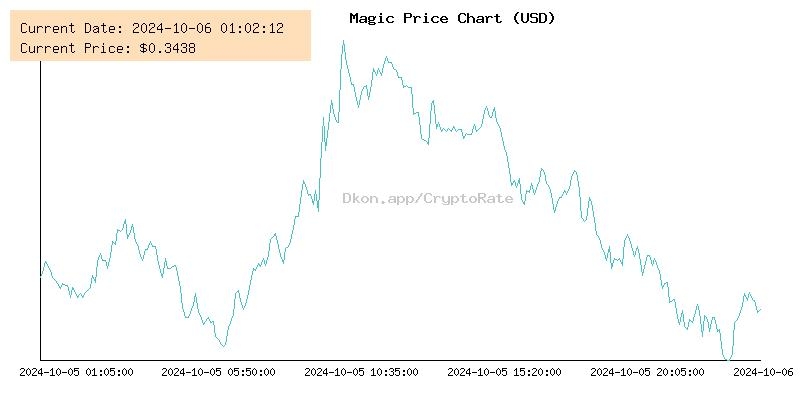 Magic Price Chart (USD)
Current Date: 2024-10-06 01:02:12
Current Price: $0.3438
Dkon.app/CryptoRate
2024-10-05 01:05:00 2024-10-05 05:50:00 2024-10-05 10:35:00 2024-10-05 15:20:00 2024-10-05 20:05:00 2024-10-06